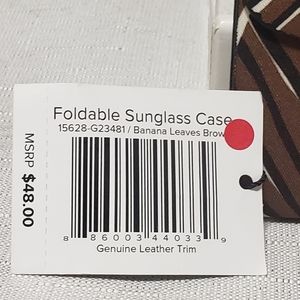 Foldable Sunglass Case
15628-G23481 / Banana Leaves Brow
MSRP $48.00
8 86003 44033 9
Genuine Leather Trim